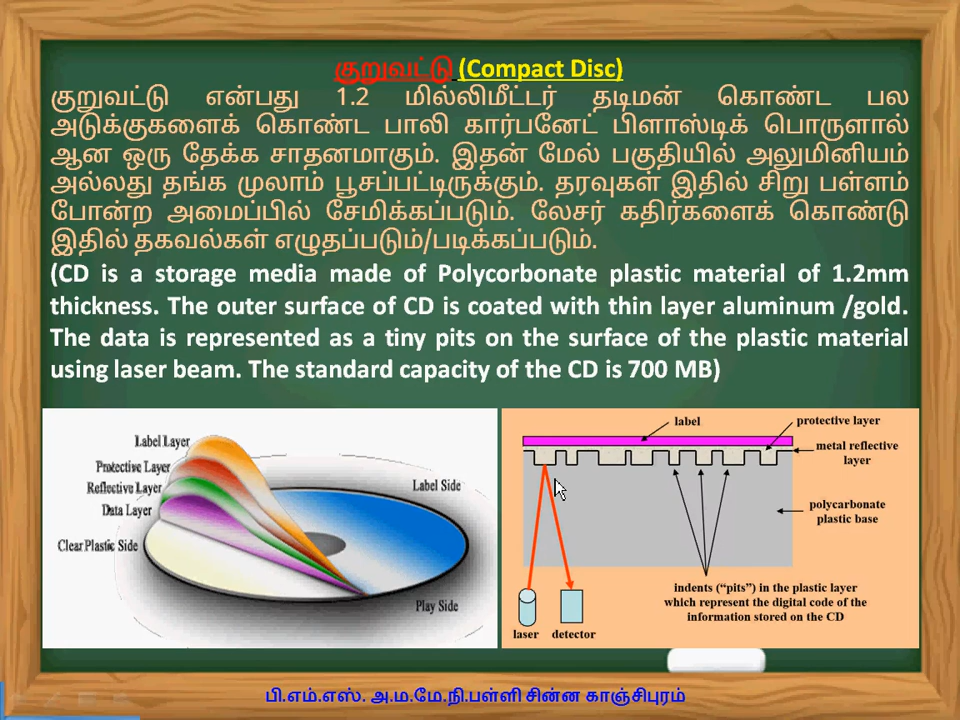 குறுவட்டு (Compact Disc)
குறுவட்டு என்பது 1.2 மில்லிமீட்டர் தடிமன் கொண்ட பல
அடுக்குகளைக் கொண்ட பாலி கார்பனேட் பிளாஸ்டிக் பொருளால்
ஆன ஒரு தேக்க சாதனமாகும். இதன் மேல் பகுதியில் அலுமினியம்
அல்லது தங்க முலாம் பூசப்பட்டிருக்கும். தரவுகள் இதில் சிறு பள்ளம்
போன்ற அமைப்பில் சேமிக்கப்படும். லேசர் கதிர்களைக் கொண்டு
இதில் தகவல்கள் எழுதப்படும்/படிக்கப்படும்.
(CD is a storage media made of Polycorbonate plastic material of 1.2mm
thickness. The outer surface of CD is coated with thin layer aluminum /gold.
The data is represented as a tiny pits on the surface of the plastic material
using laser beam. The standard capacity of the CD is 700 MB)
Label Layer
Protective Layer
Reflective Layer
Data Layer
Clear Plastic Side
Label Side
Play Side
label
protective layer
metal reflective
layer
polycarbonate
plastic base
indents ("pits") in the plastic layer
which represent the digital code of the
information stored on the CD
laser
detector
பி.எம்.எஸ். அ.ம.மே.நி.பள்ளி சின்ன காஞ்சிபுரம்